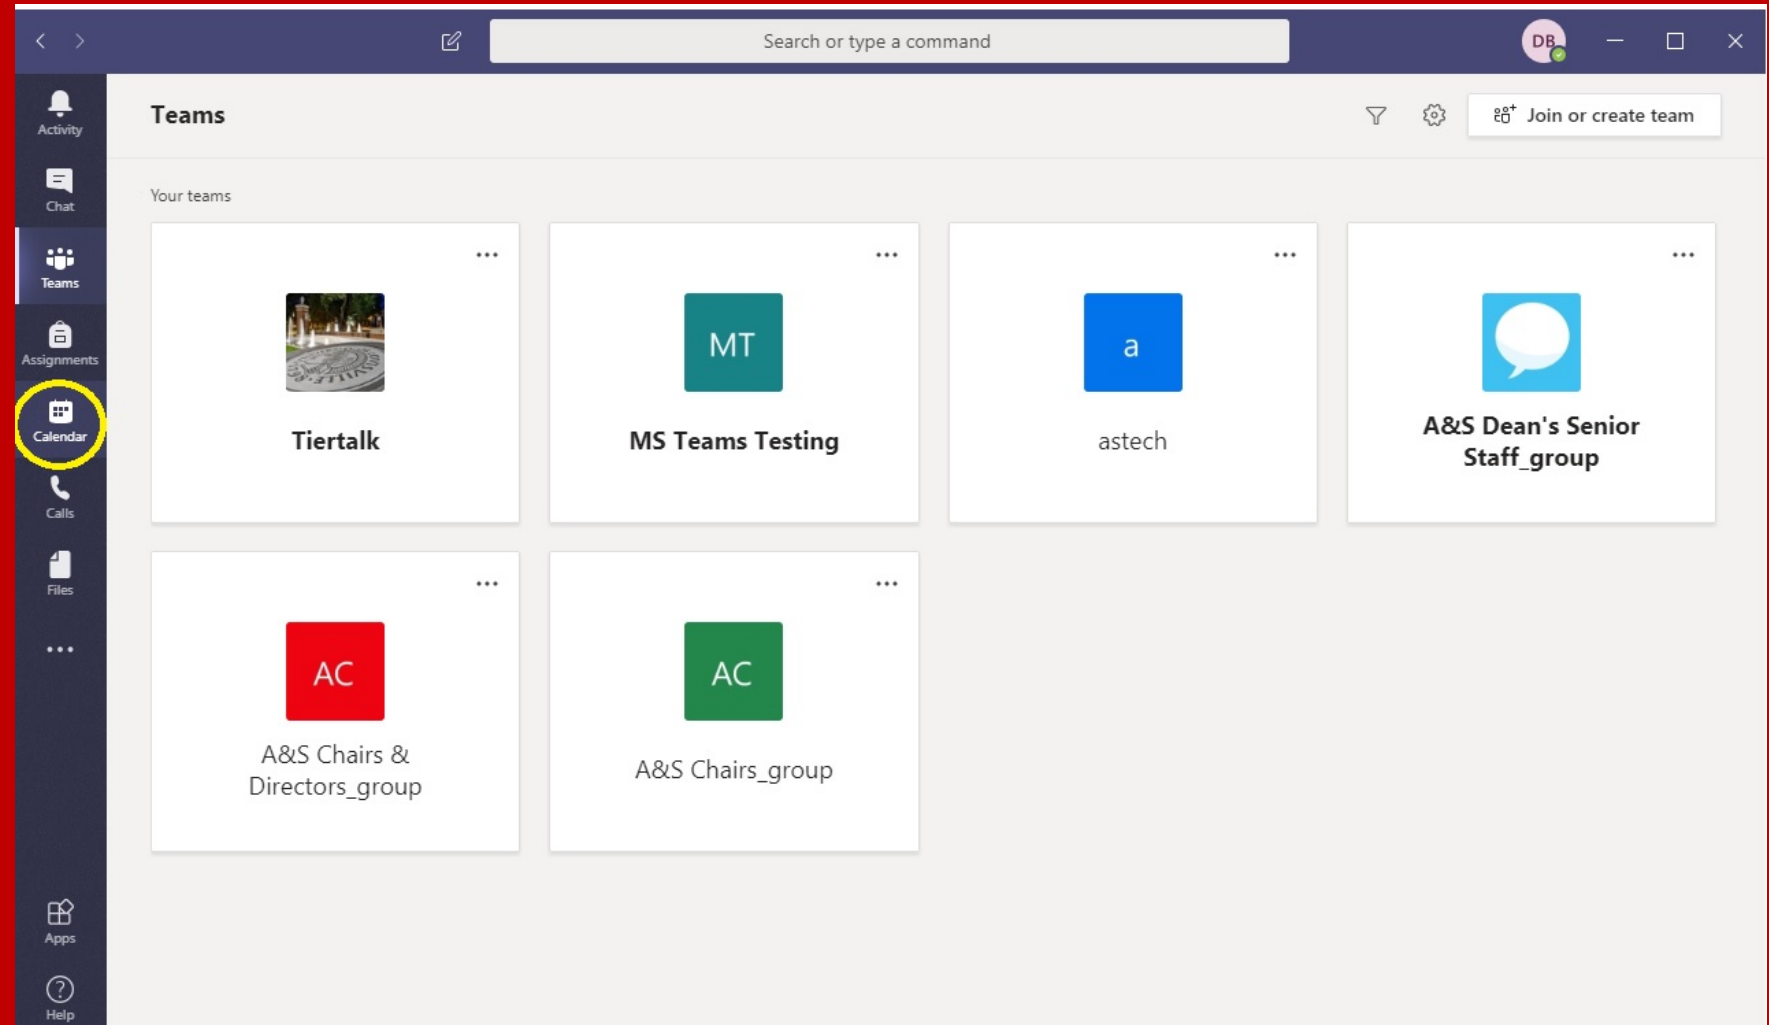 Search or type a command
DB
Activity
Chat
Teams
Assignments
Calendar
Calls
Files
Apps
Help
Teams
Join or create team
Your teams
Tiertalk
MT
MS Teams Testing
a
astech
A&S Dean's Senior
Staff_group
AC
A&S Chairs &
Directors_group
AC
A&S Chairs_group